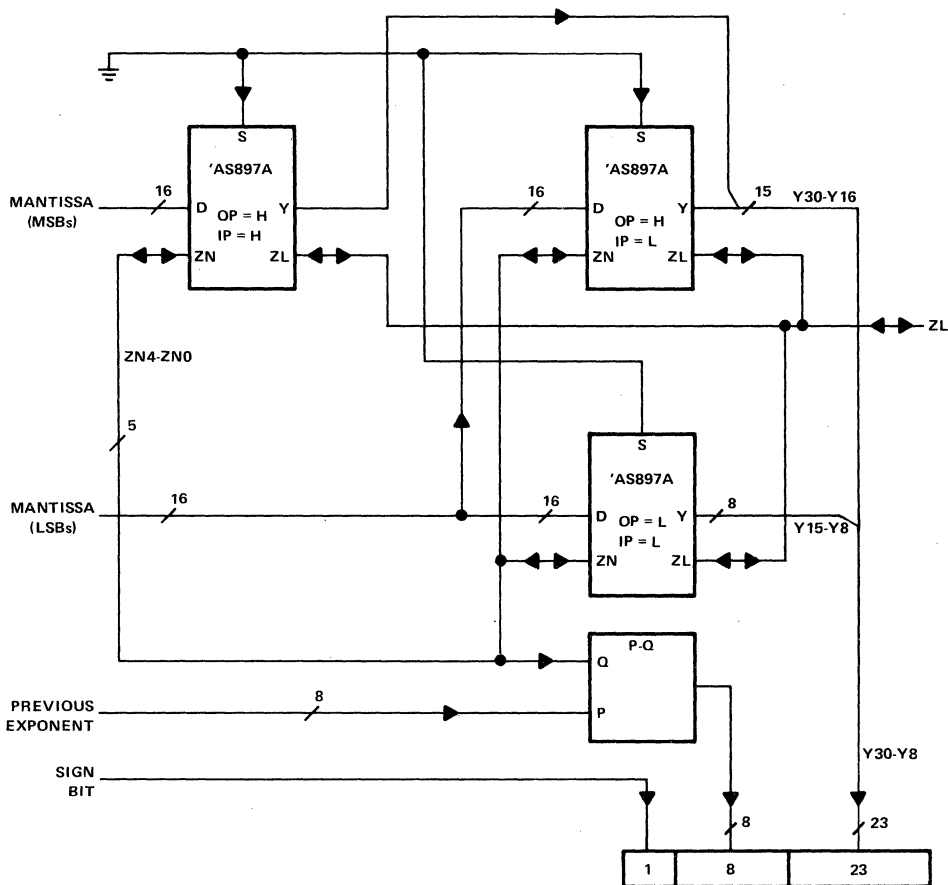 S
'AS897A
MANTISSA
(MSBs)
16
D
Y
OP = H
IP = H
ZN
ZL
S
'AS897A
16
D
Y
OP = H
IP = L
ZN
ZL
15
Y30-Y16
ZL
ZN4-ZN0
5
MANTISSA
(LSBs)
16
S
'AS897A
16
D
Y
OP = L
IP = L
ZN
ZL
8
Y15-Y8
P-Q
Q
P
PREVIOUS
EXPONENT
8
SIGN
BIT
Y30-Y8
8
23
1
8
23